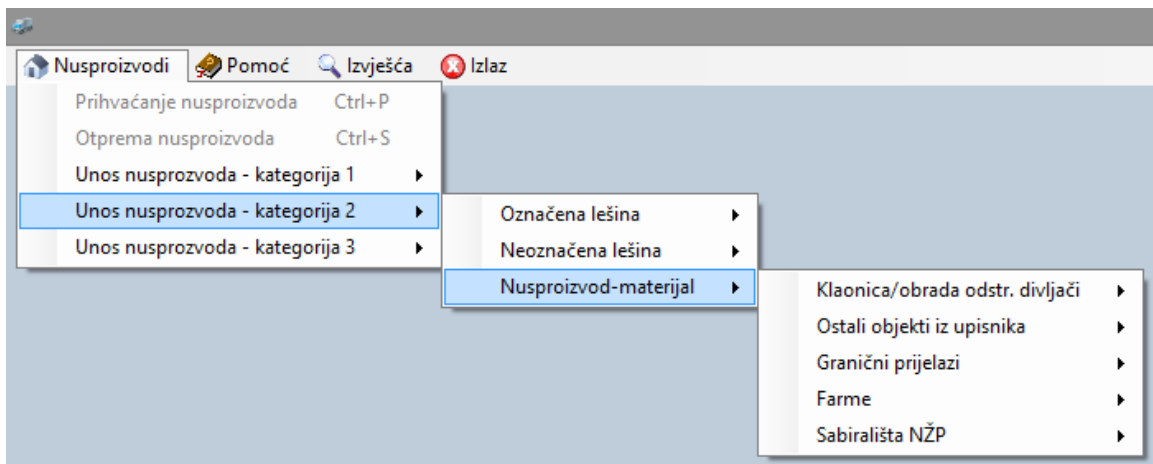 Nusproizvodi Pomoć Izvješća Izlaz
Prihvaćanje nusproizvoda Ctrl+P
Otprema nusproizvoda Ctrl+S
Unos nusprozvoda - kategorija 1
Unos nusprozvoda - kategorija 2
Unos nusprozvoda - kategorija 3
Označena lešina
Neoznačena lešina
Nusproizvod-materijal
Klaonica/obrada odstr. divljači
Ostali objekti iz upisnika
Granični prijelazi
Farme
Sabirališta NŽP